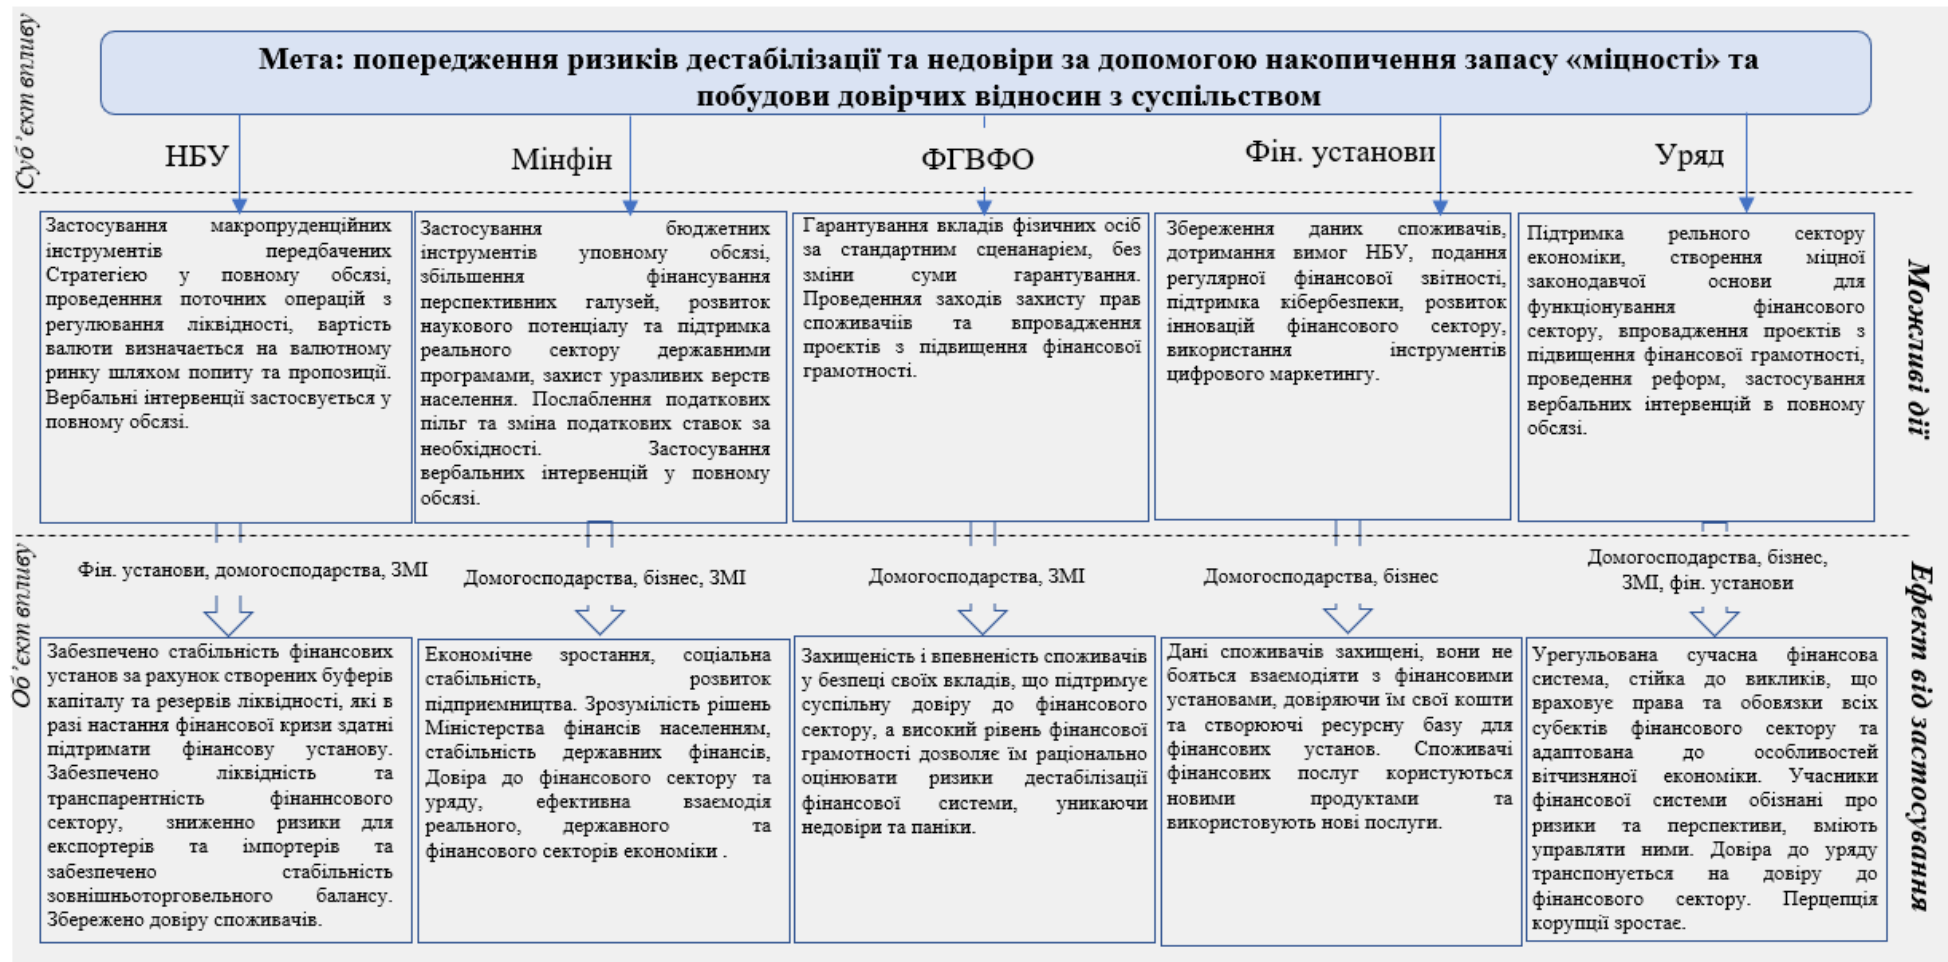 Суб’єкт впливу
Мета: попередження ризиків дестабілізації та недовіри за допомогою накопичення запасу «міцності» та
побудови довірчих відносин з суспільством
НБУ
Мінфін
ФГВФО
Фін. установи
Уряд
Застосування макропруденційних
інструментів передбачених
Стратегією у повному обсязі,
проведенння поточних операцій з
регулювання ліквідності, вартість
валюти визначається на валютному
ринку шляхом попиту та пропозиції.
Вербальні інтервенції застосвується у
повному обсязі.
Застосування бюджетних
інструментів уповному обсязі,
збільшення фінансування
перспективних галузей, розвиток
наукового потенціалу та підтримка
реального сектору державними
програмами, захист уразливих верств
населення. Послаблення податкових
пільг та зміна податкових ставок за
необхідності. Застосування
вербальних інтервенцій у повному
обсязі.
Гарантування вкладів фізичних осіб
за стандартним сценанарієм, без
зміни суми гарантування.
Проведенняя заходів захисту прав
споживачіїв та впровадження
проєктів з підвищення фінансової
грамотності.
Збереження даних споживачів,
дотримання вимог НБУ, подання
регулярної фінансової звітності,
підтримка кібербезпеки, розвиток
інновацій фінансового сектору,
використання інструментів
цифрового маркетингу.
Підтримка рельного сектору
економіки, створення міцної
законодавчої основи для
функціонування фінансового
сектору, впровадження проєктів з
підвищення фінансової грамотності,
проведення реформ, застосування
вербальних інтервенцій в повному
обсязі.
Можливі дії
Об’єкт впливу
Фін. установи, домогосподарства, ЗМІ
Домогосподарства, бізнес, ЗМІ
Домогосподарства, ЗМІ
Домогосподарства, бізнес
Домогосподарства, бізнес,
ЗМІ, фін. установи
Забезпечено стабільність фінансових
установ за рахунок створених буферів
капіталу та резервів ліквідності, які в
разі настання фінансової кризи здатні
підтримати фінансову установу.
Забезпечено ліквідність та
транспарентність фінаннсового
сектору, зниженно ризики для
експортерів та імпортерів та
забезпечено стабільність
зовнішньоторговельного балансу.
Збережено довіру споживачів.
Економічне зростання, соціальна
стабільність, розвиток
підприємництва. Зрозумілість рішень
Міністерства фінансів населенням,
стабільність державних фінансів,
Довіра до фінансового сектору та
уряду, ефективна взаємодія
реального, державного та
фінансового секторів економіки .
Захищеність і впевненість споживачів
у безпеці своїх вкладів, що підтримує
суспільну довіру до фінансового
сектору, а високий рівень фінансової
грамотності дозволяє їм раціонально
оцінювати ризики дестабілізації
фінансової системи, уникаючи
недовіри та паніки.
Дані споживачів захищені, вони не
бояться взаємодіяти з фінансовими
установами, довіряючи їм свої кошти
та створюючі ресурсну базу для
фінансових установ. Споживачі
фінансових послуг користуються
новими продуктами та
використовують нові послуги.
Урегульована сучасна фінансова
система, стійка до викликів, що
враховує права та обовязки всіх
субєктів фінансового сектору та
адаптована до особливостей
вітчизняної економіки. Учасники
фінансової системи обізнані про
ризики та перспективи, вміють
управляти ними. Довіра до уряду
транспонується на довіру до
фінансового сектору. Перцепція
корупції зростає.
Ефект від застосування